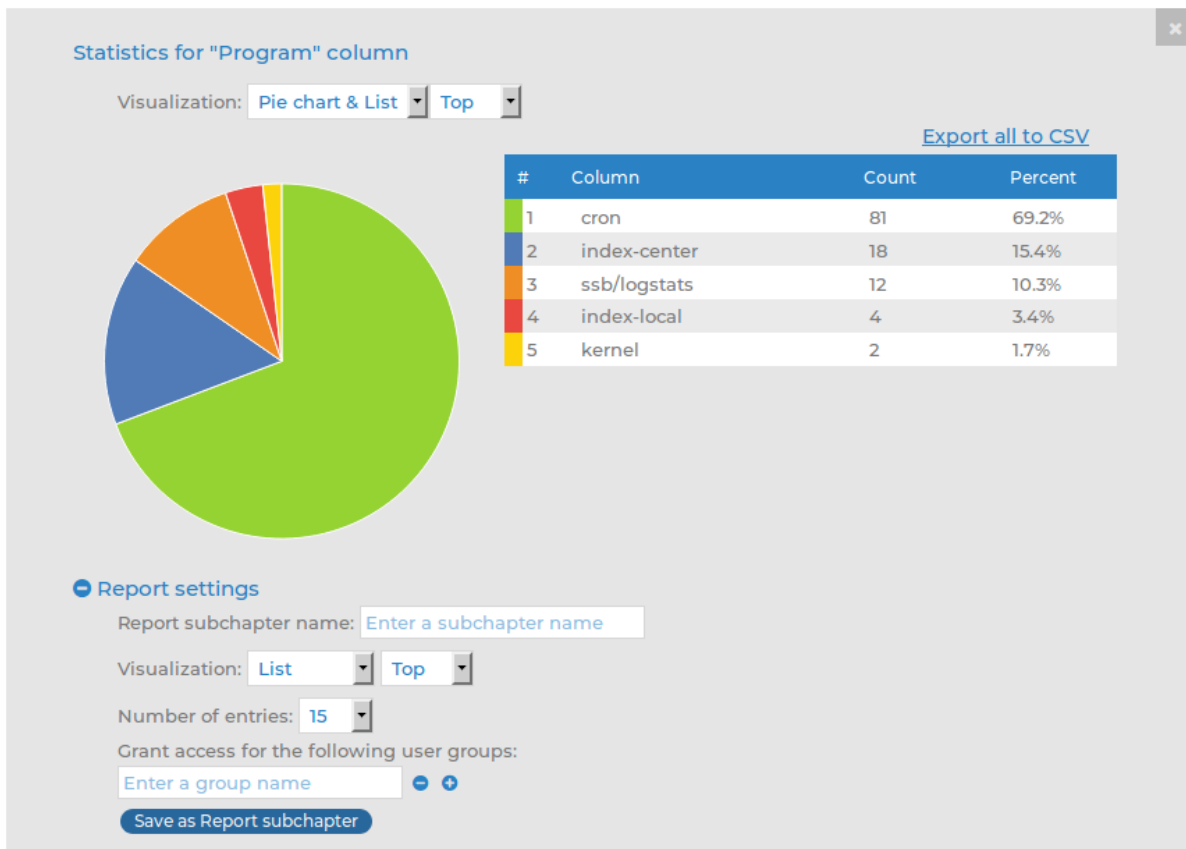 Statistics for "Program" column
Visualization: Pie chart & List Top
Export all to CSV
# Column Count Percent
1 cron 81 69.2%
2 index-center 18 15.4%
3 ssb/logstats 12 10.3%
4 index-local 4 3.4%
5 kernel 2 1.7%
Report settings
Report subchapter name: Enter a subchapter name
Visualization: List Top
Number of entries: 15
Grant access for the following user groups:
Enter a group name
Save as Report subchapter